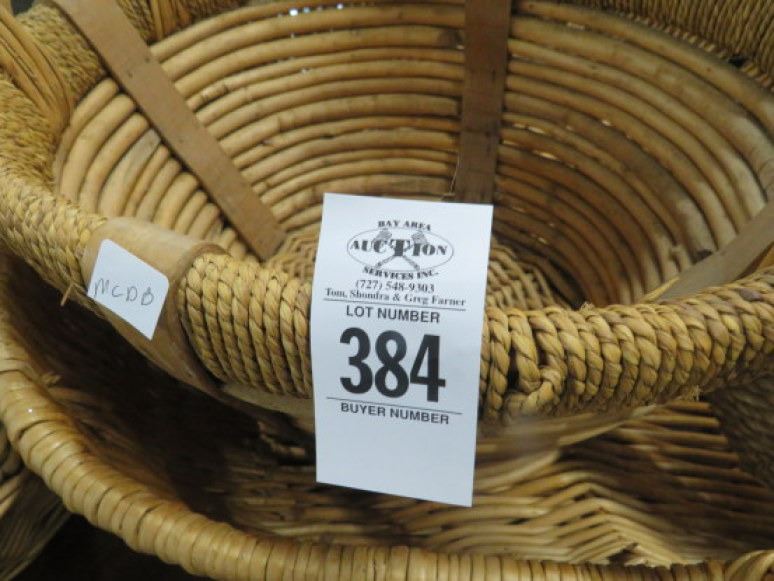 MCDB
BAY AREA
AUCTION
SERVICES INC.
(727) 548-9303
Tom, Shondra & Greg Farner
LOT NUMBER
384
BUYER NUMBER